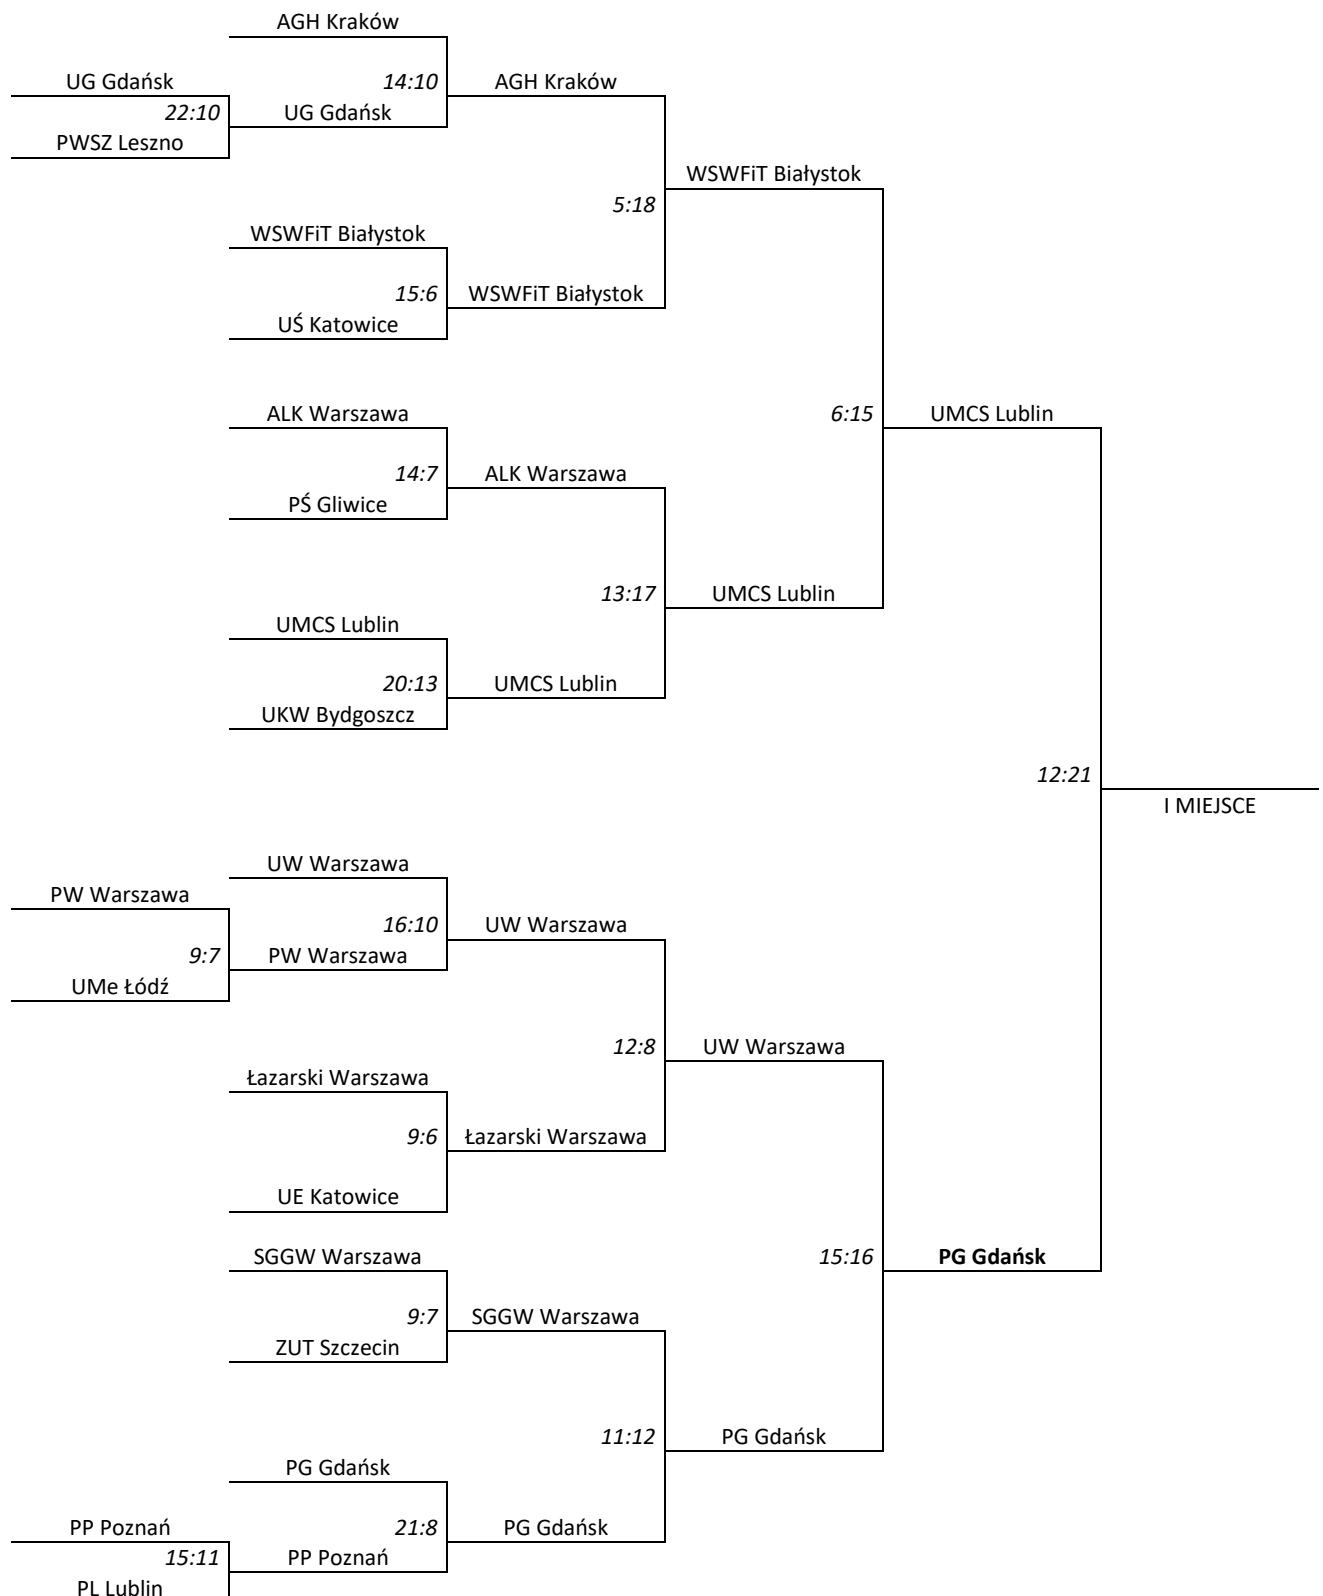 AGH Kraków
UG Gdańsk
14:10
AGH Kraków
22:10
UG Gdańsk
PWSZ Leszno
WSWFiT Białystok
5:18
WSWFiT Białystok
15:6
WSWFiT Białystok
UŚ Katowice
ALK Warszawa
6:15
UMCS Lublin
14:7
ALK Warszawa
PŚ Gliwice
13:17
UMCS Lublin
UMCS Lublin
20:13
UMCS Lublin
UKW Bydgoszcz
12:21
I MIEJSCE
UW Warszawa
PW Warszawa
16:10
UW Warszawa
9:7
PW Warszawa
UMe Łódź
12:8
UW Warszawa
Łazarski Warszawa
9:6
Łazarski Warszawa
UE Katowice
SGGW Warszawa
15:16
PG Gdańsk
9:7
SGGW Warszawa
ZUT Szczecin
11:12
PG Gdańsk
PG Gdańsk
PP Poznań
21:8
PG Gdańsk
15:11
PP Poznań
PL Lublin